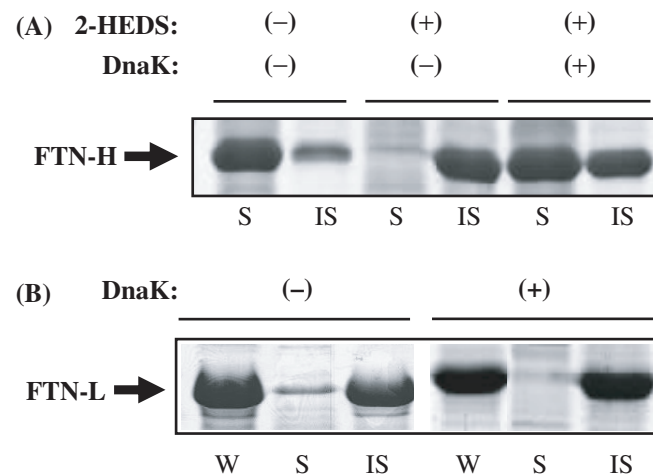 (A) 2-HEDS: (−) (+) (+)
DnaK: (−) (−) (+)
FTN-H
S IS S IS S IS
(B) DnaK: (−) (+)
FTN-L
W S IS W S IS